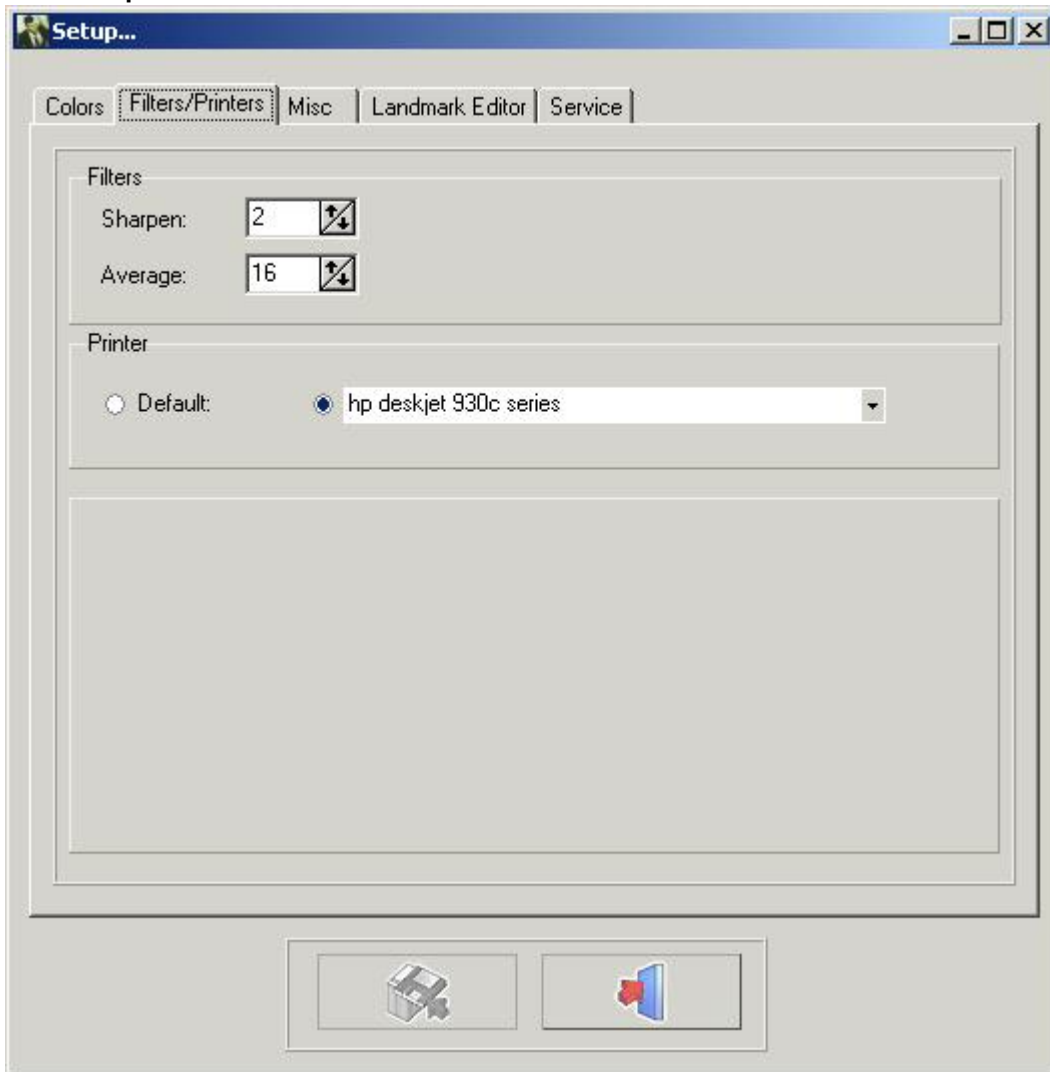 Setup...
Colors Filters/Printers Misc Landmark Editor Service
Filters
Sharpen: 2
Average: 16
Printer
Default: hp deskjet 930c series